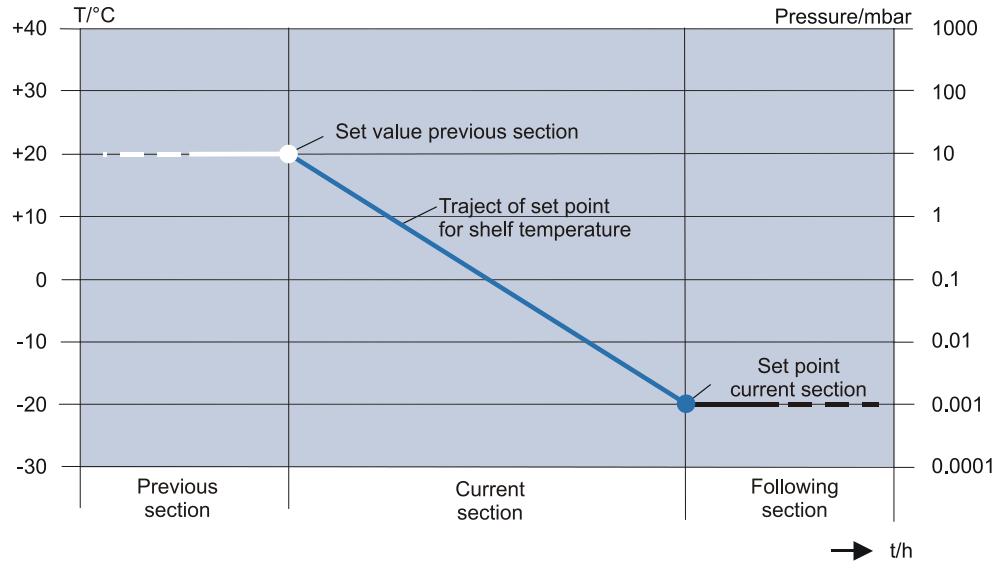 T/°C
Pressure/mbar
+40
1000
+30
100
Set value previous section
+20
10
Traject of set point
for shelf temperature
+10
1
0
0.1
-10
0.01
Set point
current section
-20
0.001
-30
0.0001
Previous
section
Current
section
Following
section
t/h